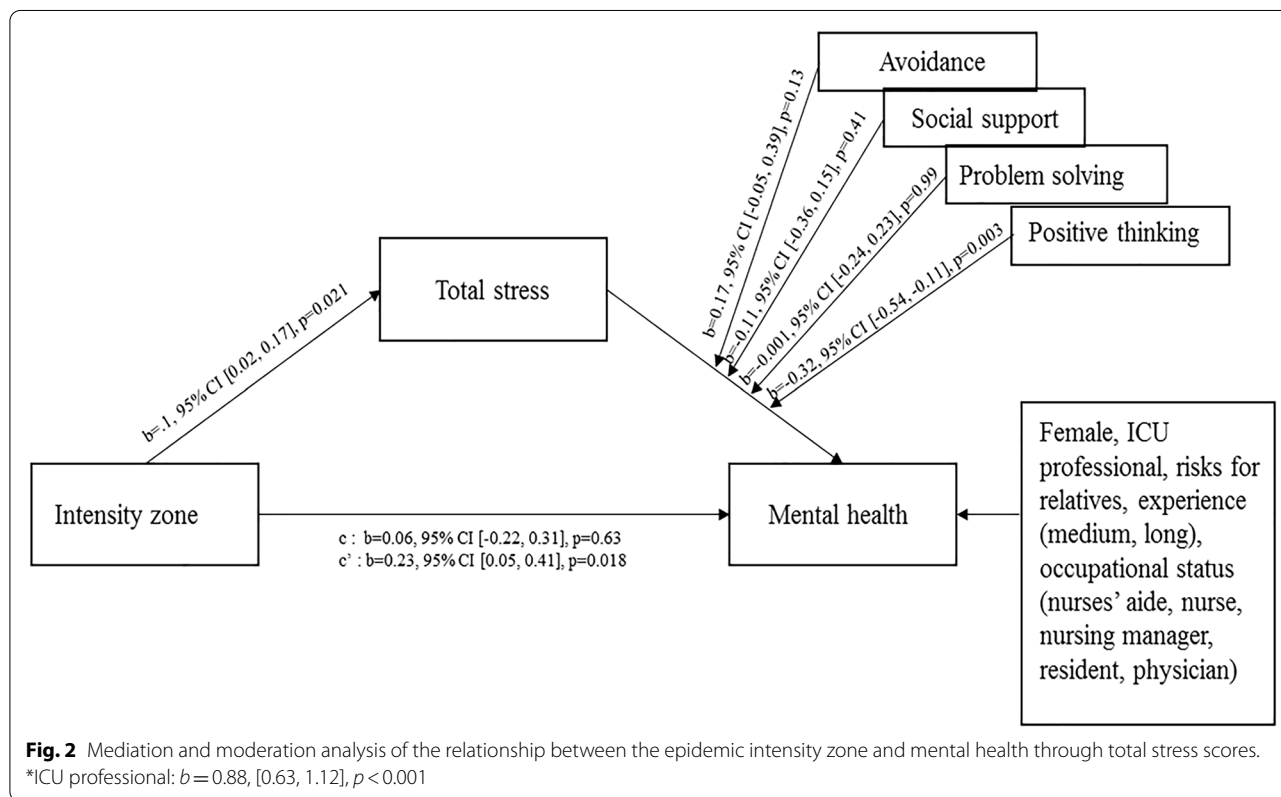 Avoidance
Social support
Problem solving
Positive thinking
b=0.17, 95% CI [-0.05, 0.39], p=0.13
b=-0.11, 95% CI [-0.36, 0.15], p=0.41
b=-0.001, 95% CI [-0.24, 0.23], p=0.99
b=-0.32, 95% CI [-0.54, -0.11], p=0.003
Total stress
b=.1, 95% CI [0.02, 0.17], p=0.021
Intensity zone
c : b=0.06, 95% CI [-0.22, 0.31], p=0.63
c’ : b=0.23, 95% CI [0.05, 0.41], p=0.018
Mental health
Female, ICU
professional, risks for
relatives, experience
(medium, long),
occupational status
(nurses’ aide, nurse,
nursing manager,
resident, physician)
Fig. 2 Mediation and moderation analysis of the relationship between the epidemic intensity zone and mental health through total stress scores.
*ICU professional: b = 0.88, [0.63, 1.12], p < 0.001